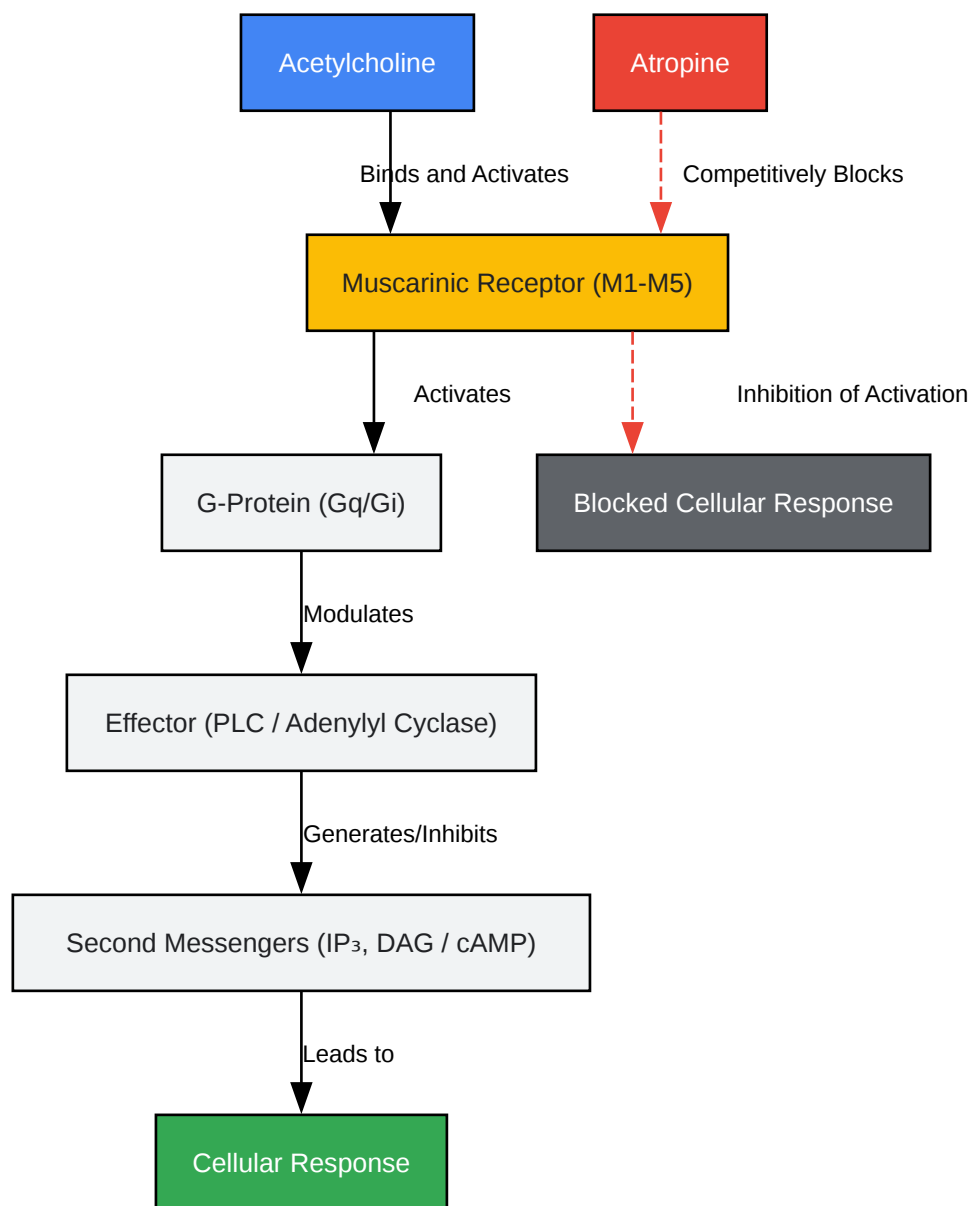 Acetylcholine
Atropine
Binds and Activates
Competitively Blocks
Muscarinic Receptor (M1-M5)
Activates
Inhibition of Activation
G-Protein (Gq/Gi)
Blocked Cellular Response
Modulates
Effector (PLC / Adenylyl Cyclase)
Generates/Inhibits
Second Messengers (IP₃, DAG / cAMP)
Leads to
Cellular Response